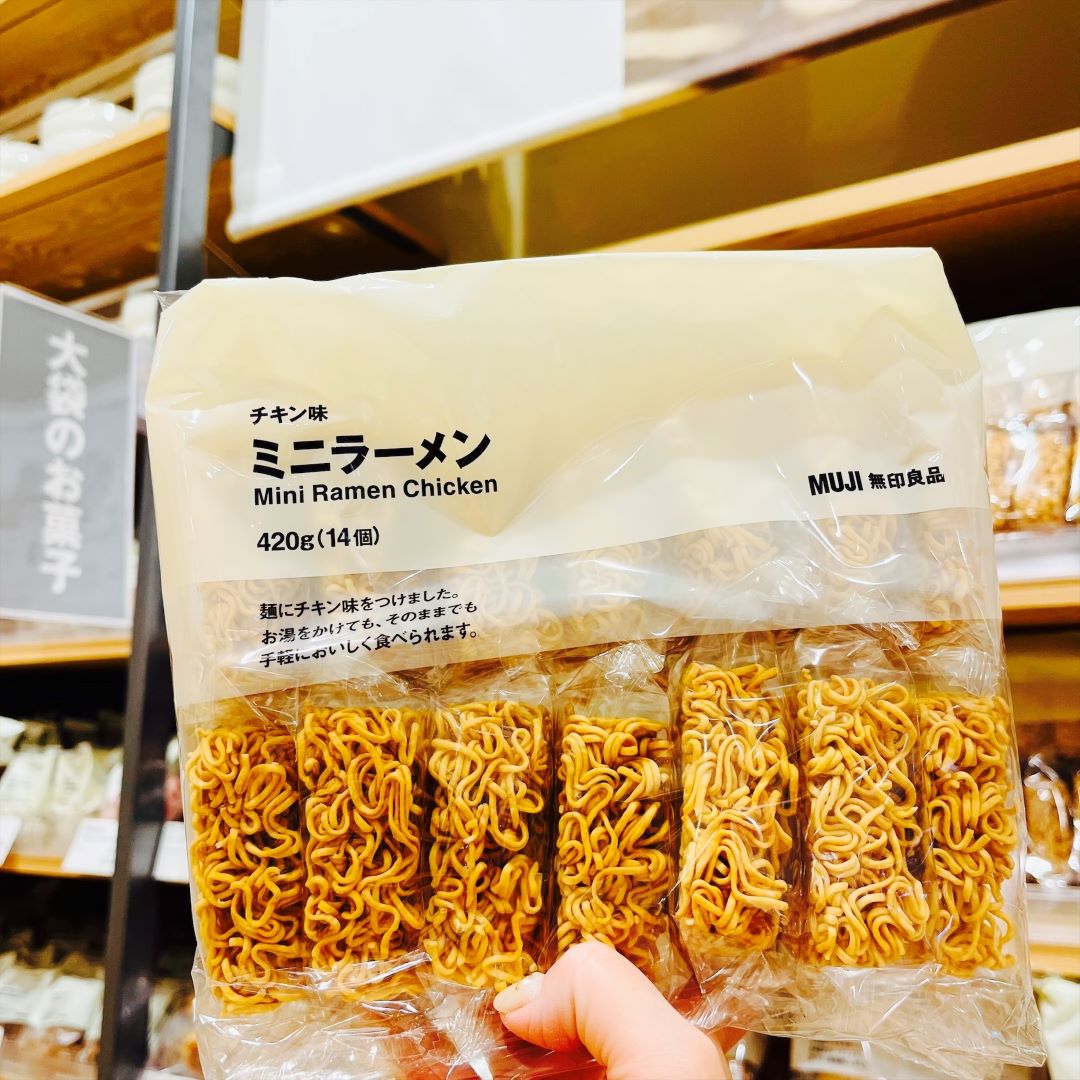 大袋のお菓子
チキン味
ミニラーメン
Mini Ramen Chicken
420g(14個)
MUJI 無印良品
麺にチキン味をつけました。
お湯をかけても、そのままでも
手軽においしく食べられます。